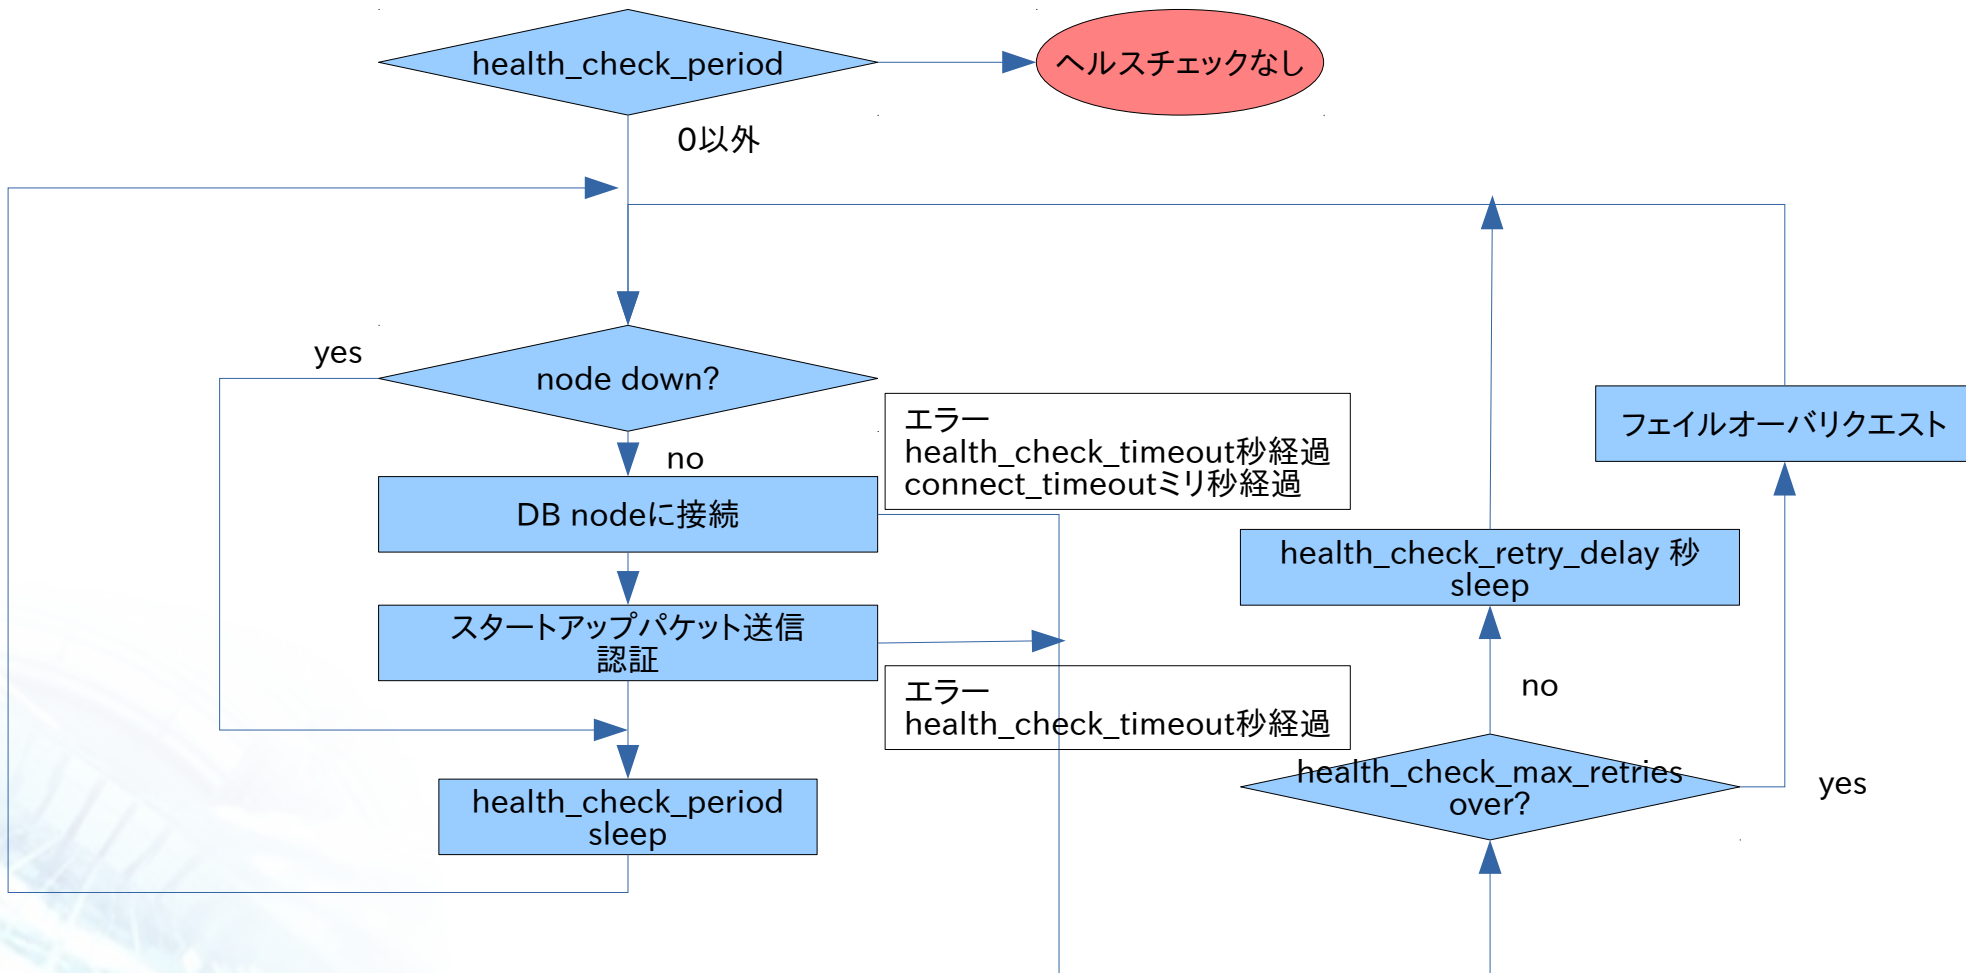 health_check_period
ヘルスチェックなし
0以外
yes
node down?
no
エラー
health_check_timeout秒経過
connect_timeoutミリ秒経過
フェイルオーバリクエスト
DB nodeに接続
health_check_retry_delay 秒
sleep
スタートアップパケット送信
認証
エラー
health_check_timeout秒経過
no
health_check_max_retries
over?
yes
health_check_period
sleep